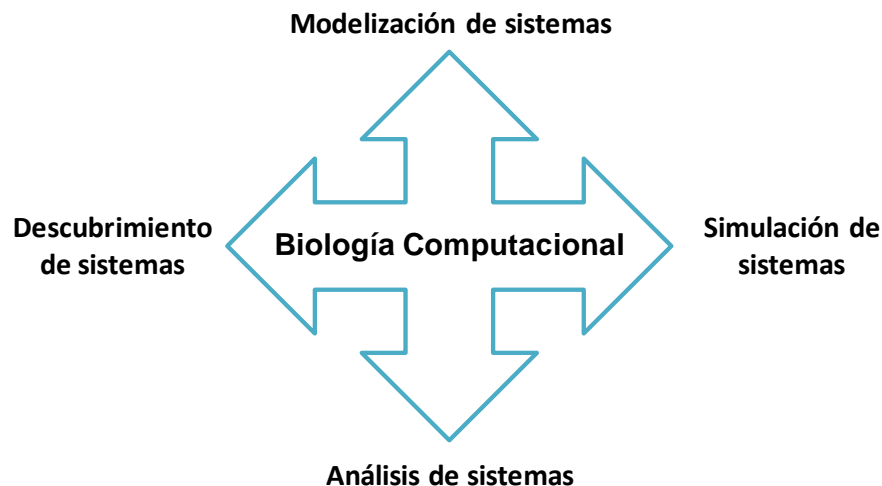 Modelización de sistemas
Descubrimiento
de sistemas
Biología Computacional
Simulación de
sistemas
Análisis de sistemas